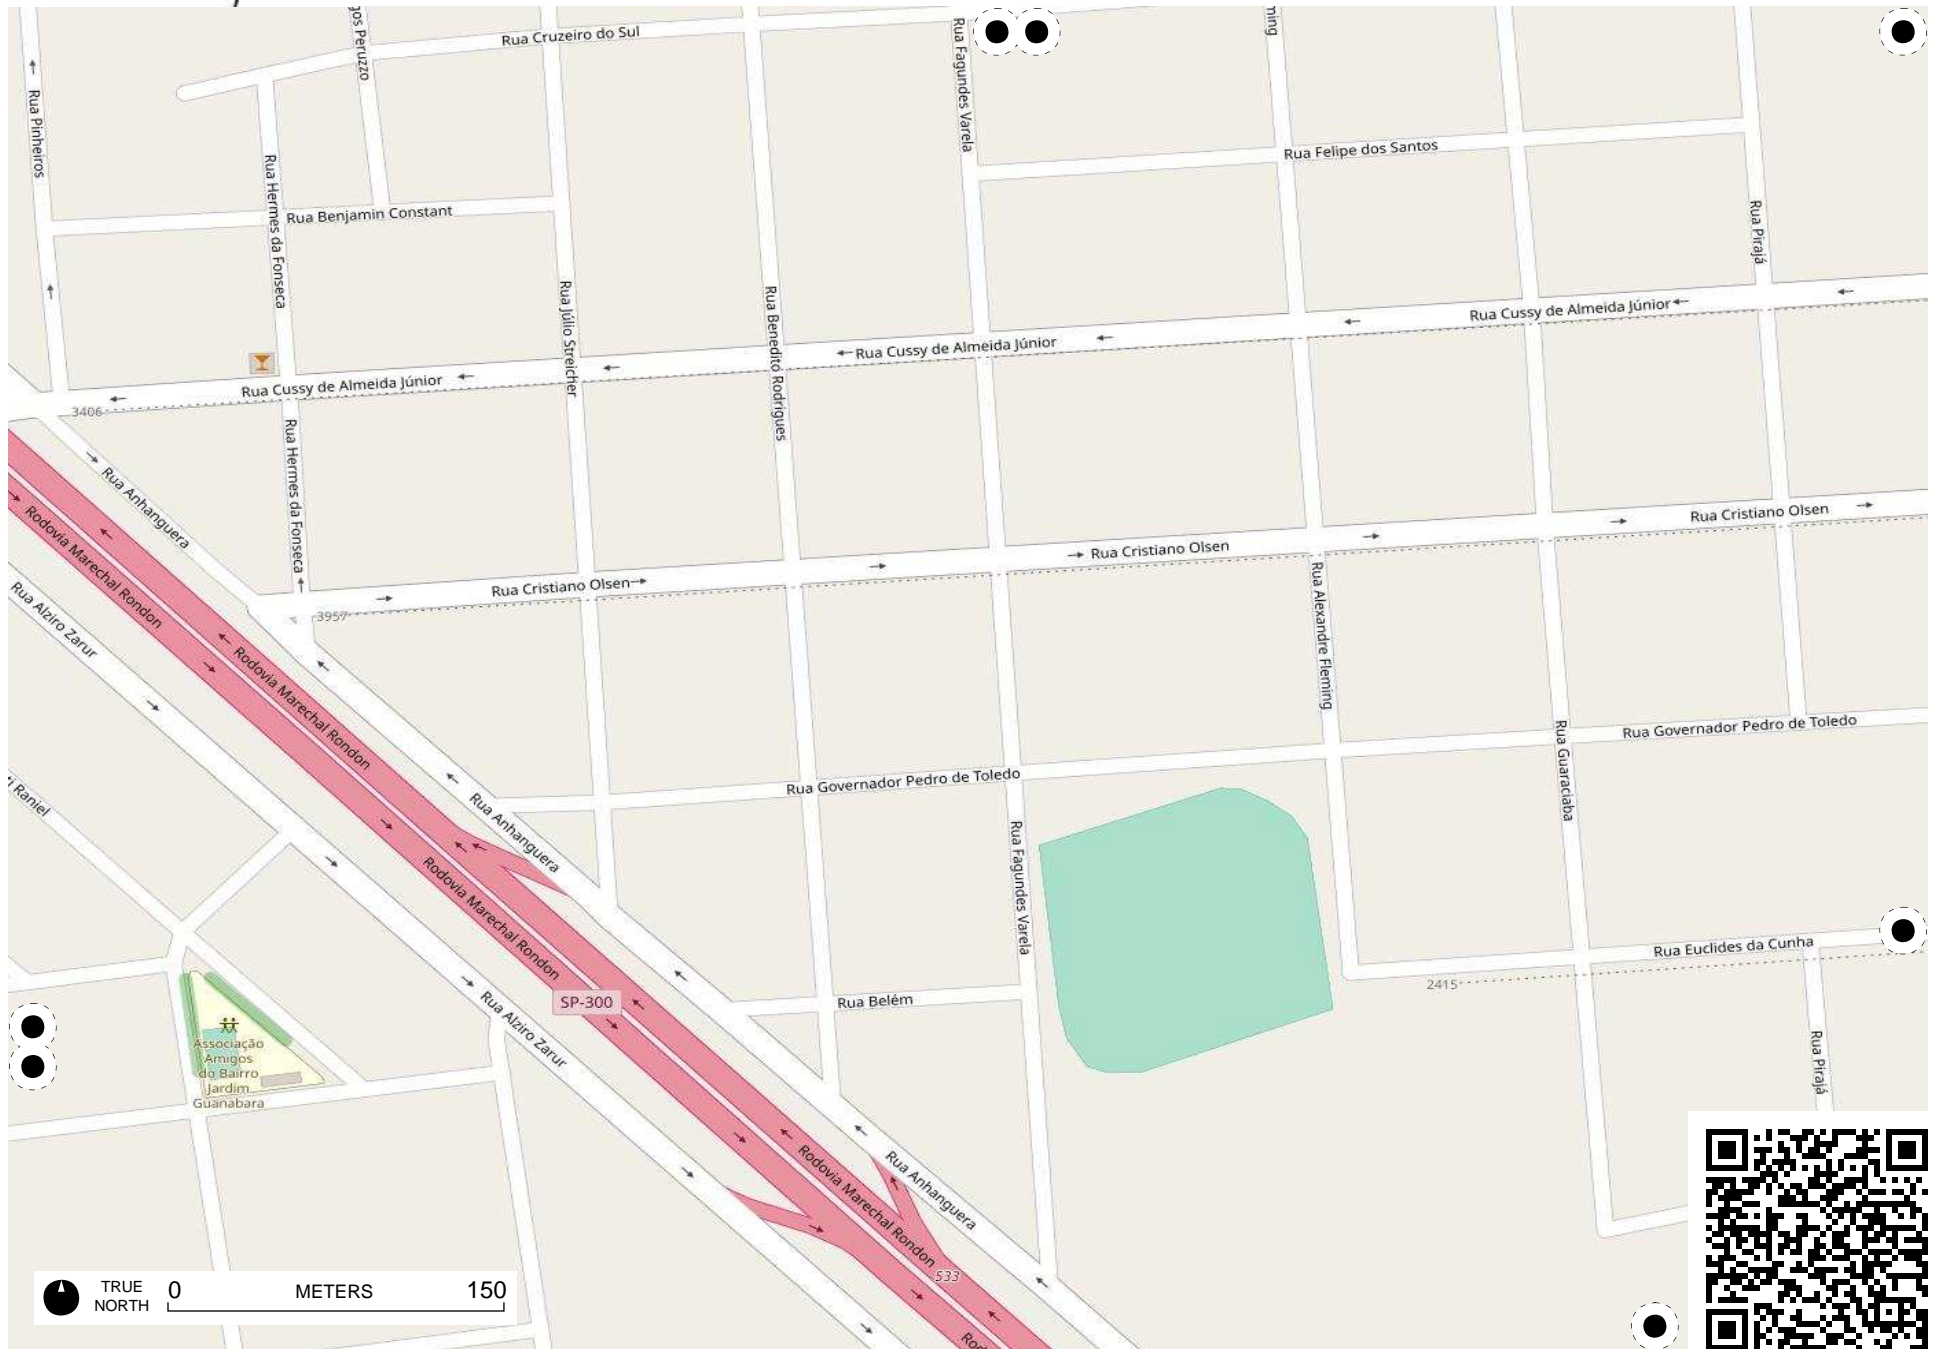 Rua Cruzeiro do Sul
gos Peruzzo
Rua Fagundes Varela
ming
Rua Pinheiros
Rua Hermes da Fonseca
Rua Benjamin Constant
Rua Felipe dos Santos
Rua Pirajá
Rua Júlio Streicher
Rua Benedito Rodrigues
Rua Cussy de Almeida Júnior
Rua Cussy de Almeida Júnior
Rua Cussy de Almeida Júnior
3406
Rua Hermes da Fonseca
Rua Anhanguera
Rodovia Marechal Rondon
Rua Cristiano Olsen
Rua Cristiano Olsen
Rua Cristiano Olsen
3957
Rua Alziro Zarur
Rodovia Marechal Rondon
Rua Alexandre Fleming
Rua Governador Pedro de Toledo
Rua Governador Pedro de Toledo
Rua Guaraciaba
Raniel
Rua Anhanguera
Rodovia Marechal Rondon
Rua Fagundes Varela
Rua Euclides da Cunha
2415
SP-300
Rua Belém
Rua Alziro Zarur
Associação
Amigos
do Bairro
Jardim
Guanabara
Rua Pirajá
Rodovia Marechal Rondon
Rua Anhanguera
533
TRUE
NORTH
0 METERS 150